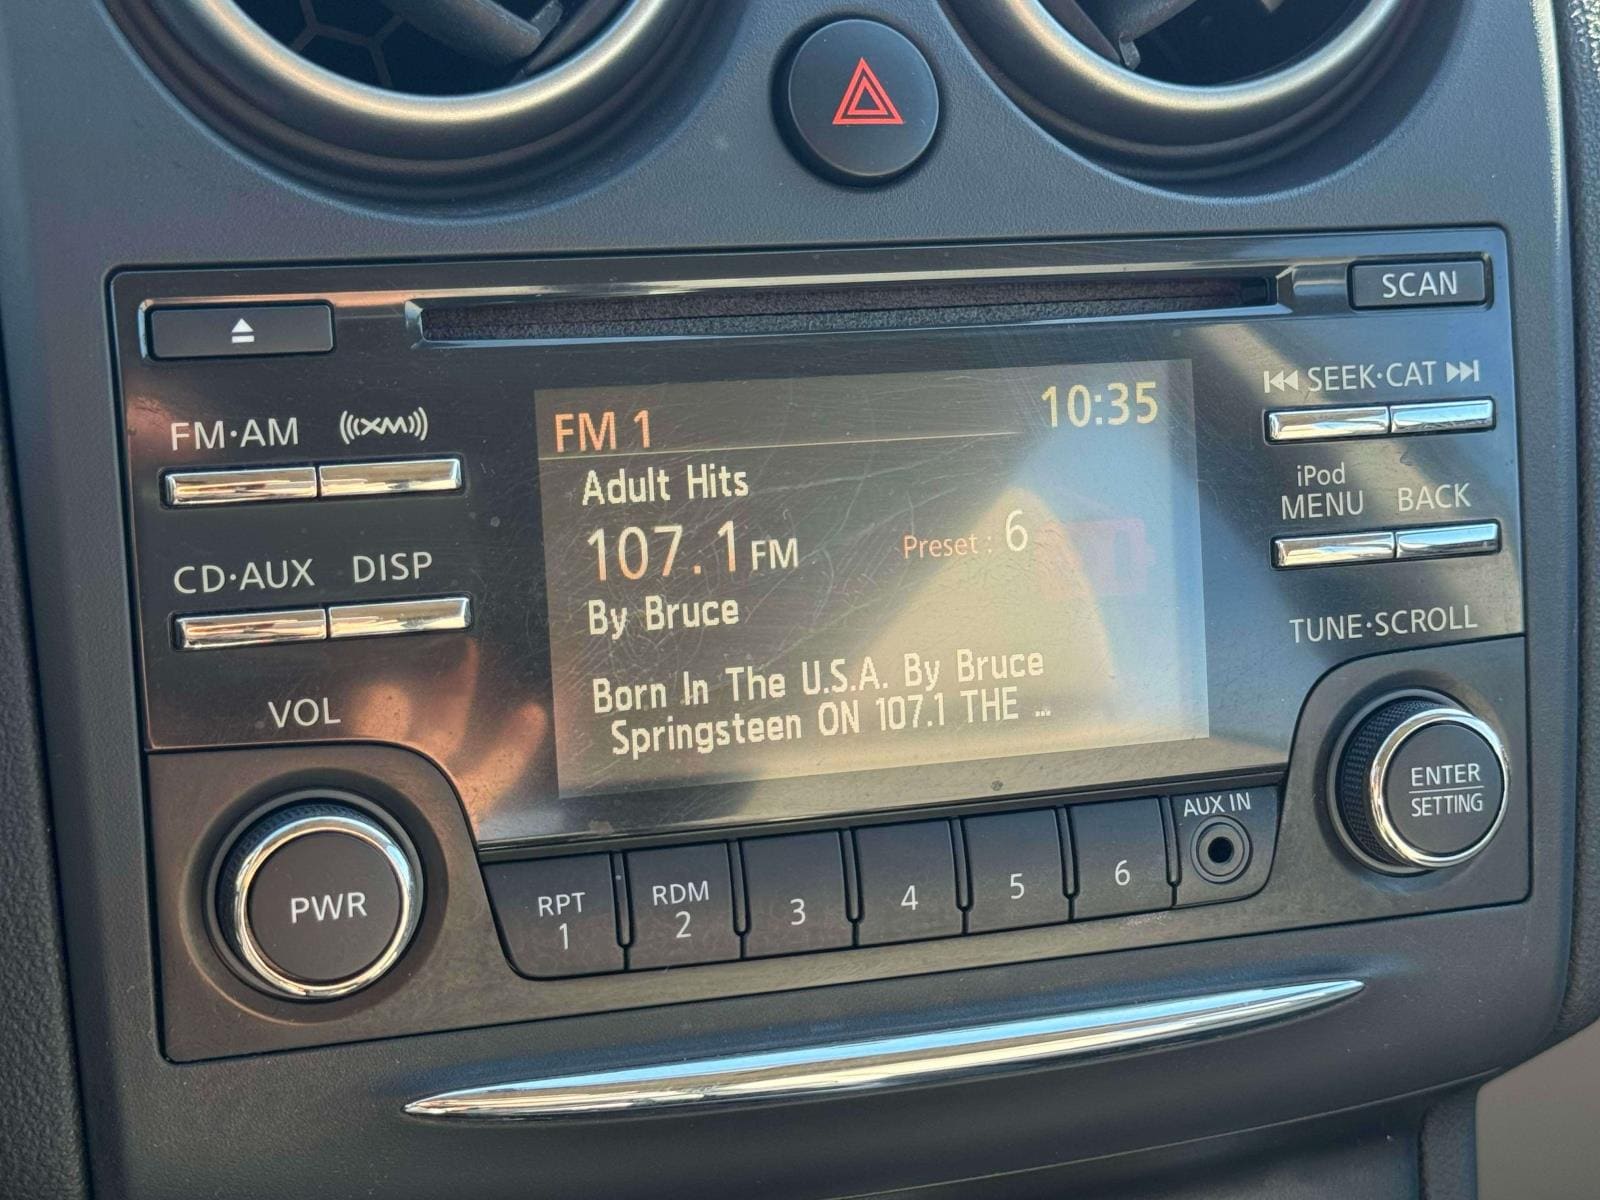 SCAN
FM·AM
XM
SEEK·CAT
FM 1
10:35
Adult Hits
107.1 FM
Preset : 6
By Bruce
Born In The U.S.A. By Bruce
Springsteen ON 107.1 THE ...
iPod
MENU
BACK
CD·AUX
DISP
TUNE·SCROLL
VOL
PWR
ENTER
SETTING
AUX IN
RPT
1
RDM
2
3
4
5
6